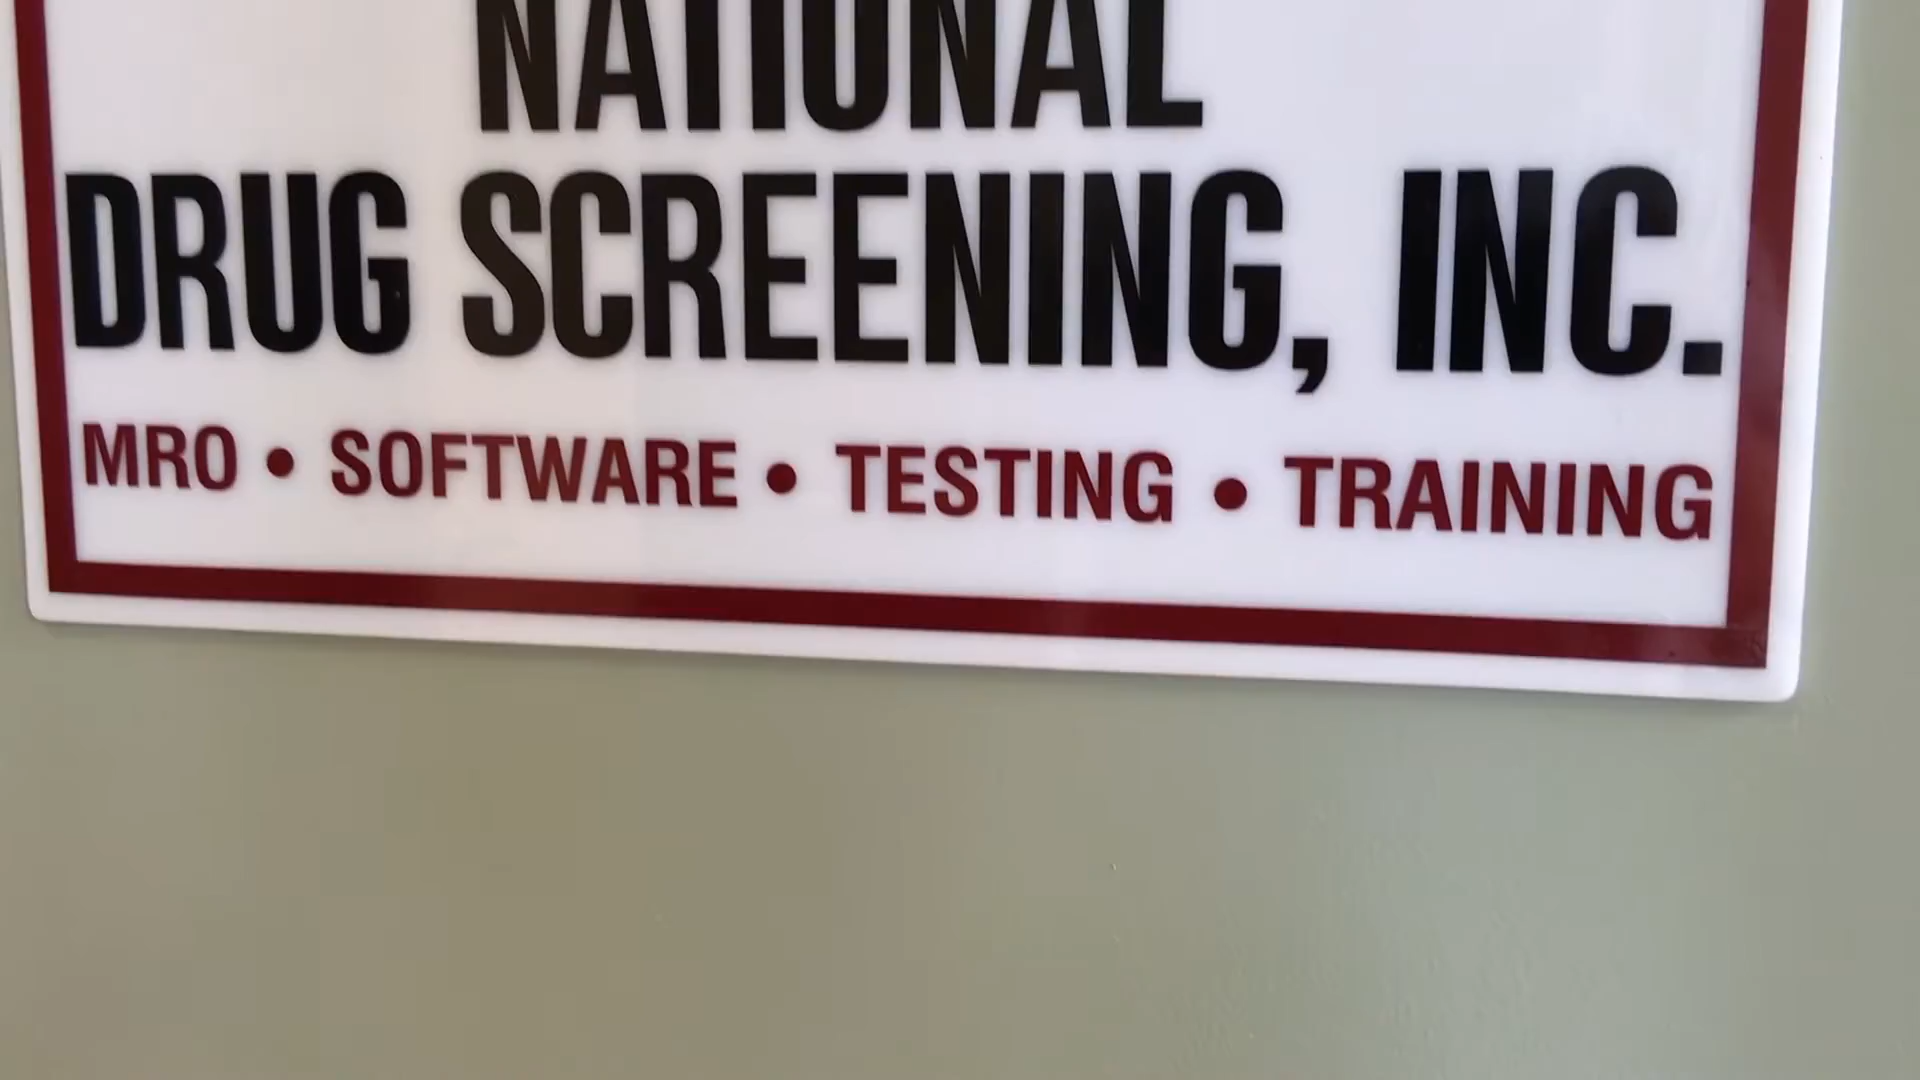 NATIONAL
DRUG SCREENING, INC.
MRO • SOFTWARE • TESTING • TRAINING